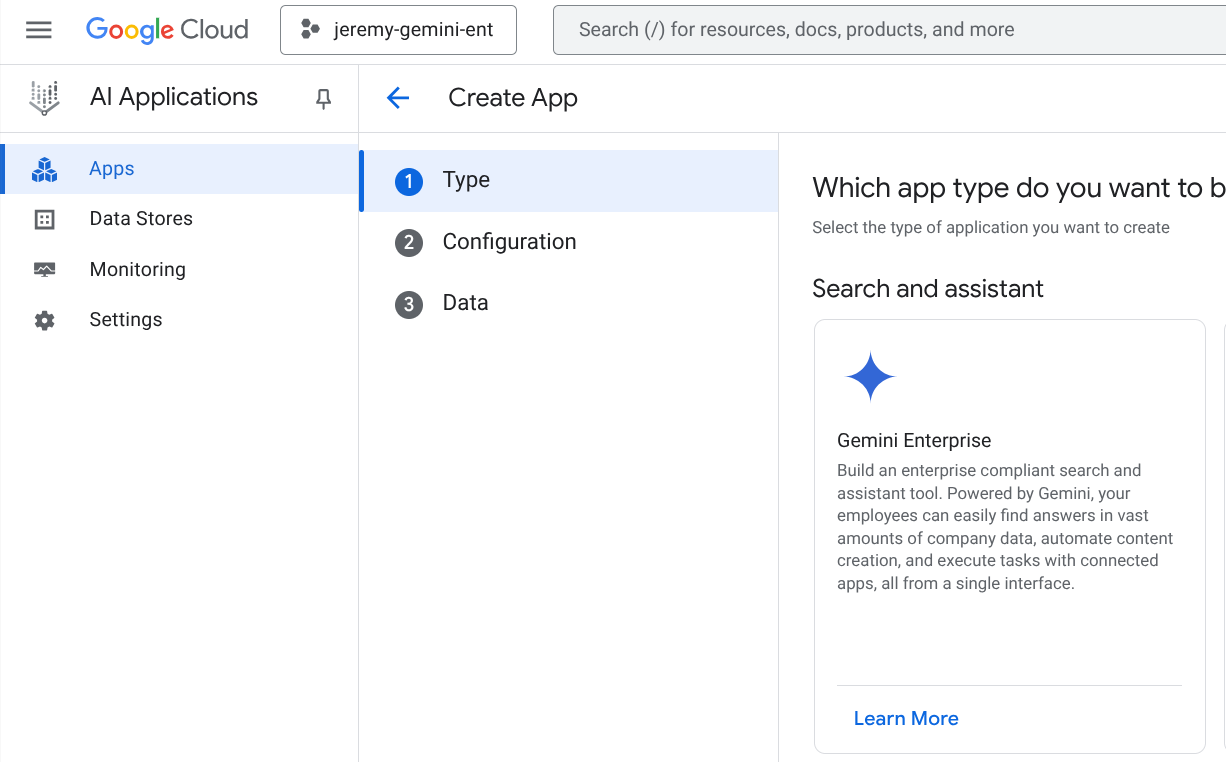 Google Cloud
jeremy-gemini-ent
Search (/) for resources, docs, products, and more
AI Applications
Create App
Apps
Data Stores
Monitoring
Settings
1 Type
2 Configuration
3 Data
Which app type do you want to b
Select the type of application you want to create
Search and assistant
Gemini Enterprise
Build an enterprise compliant search and
assistant tool. Powered by Gemini, your
employees can easily find answers in vast
amounts of company data, automate content
creation, and execute tasks with connected
apps, all from a single interface.
Learn More